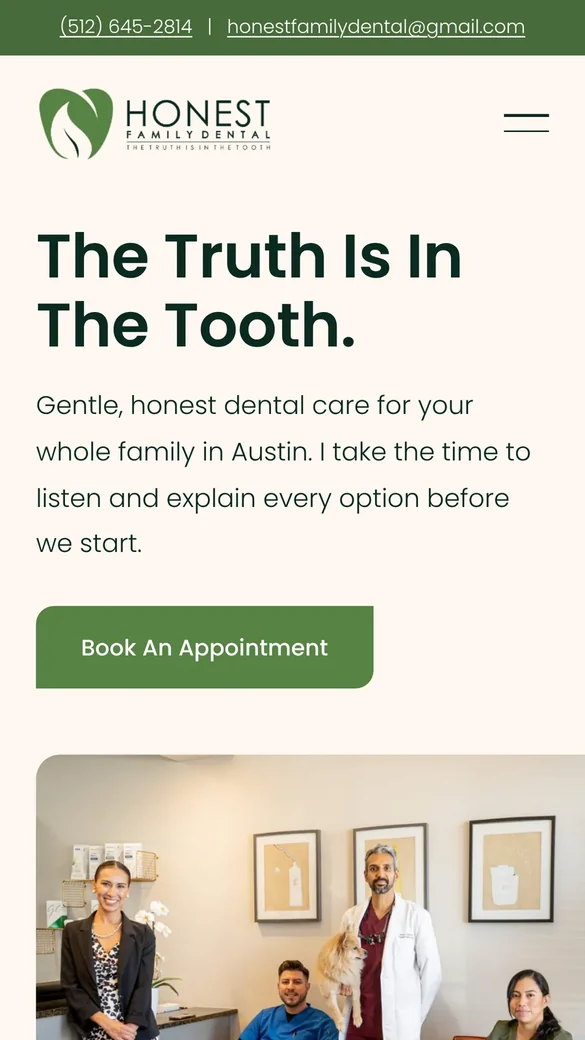 (512) 645-2814 | honestfamilydental@gmail.com
HONEST
FAMILY DENTAL
THE TRUTH IS IN THE TOOTH
The Truth Is In
The Tooth.
Gentle, honest dental care for your
whole family in Austin. I take the time to
listen and explain every option before
we start.
Book An Appointment